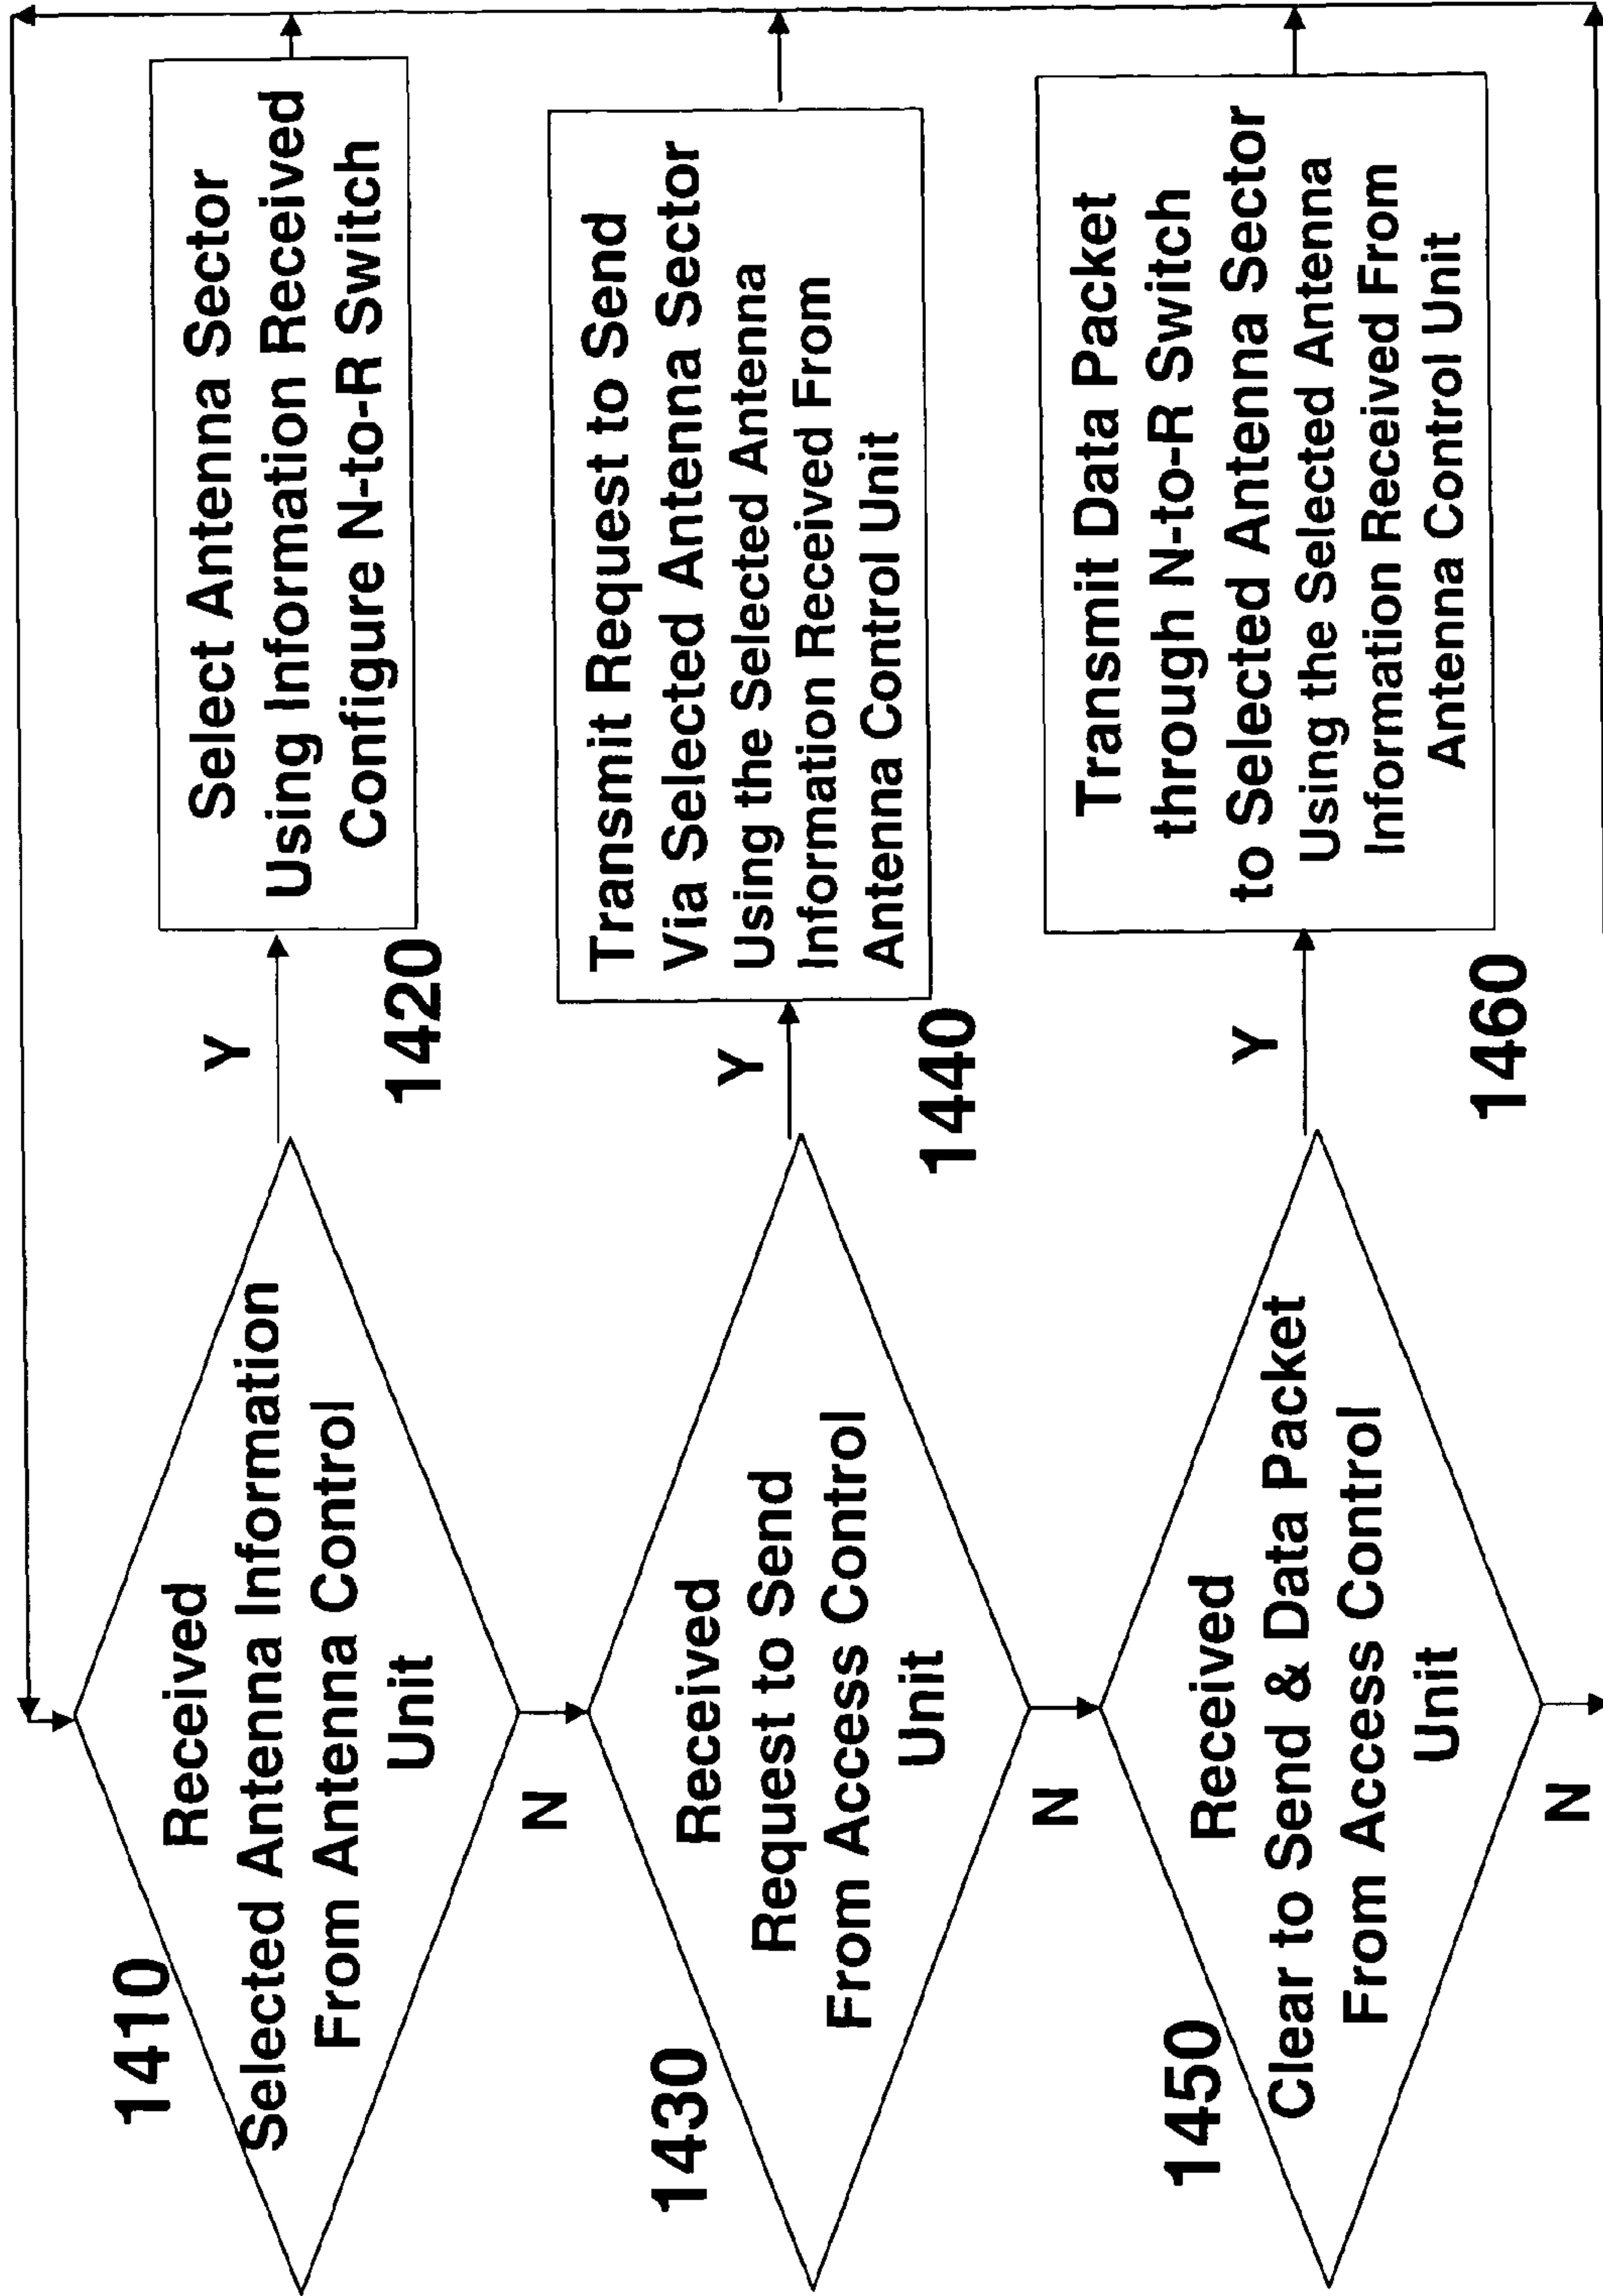 1410
Received
Selected Antenna Information
From Antenna Control
Unit
Y
1420
Select Antenna Sector
Using Information Received
Configure N-to-R Switch
N
1430
Received
Request to Send
From Access Control
Unit
Y
1440
Transmit Request to Send
Via Selected Antenna Sector
Using the Selected Antenna
Information Received From
Antenna Control Unit
N
1450
Received
Clear to Send & Data Packet
From Access Control
Unit
Y
1460
Transmit Data Packet
through N-to-R Switch
to Selected Antenna Sector
Using the Selected Antenna
Information Received From
Antenna Control Unit
N